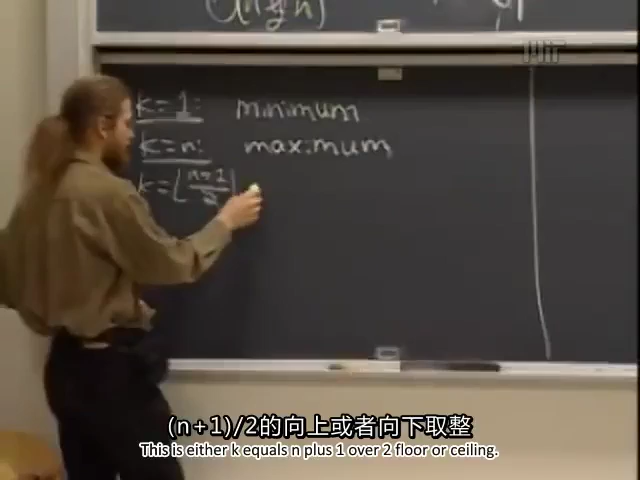 MIT
k=1: minimum
k=n: maximum
k=⌊(n+1)/2⌋
(n+1)/2的向上或者向下取整
This is either k equals n plus 1 over 2 floor or ceiling.